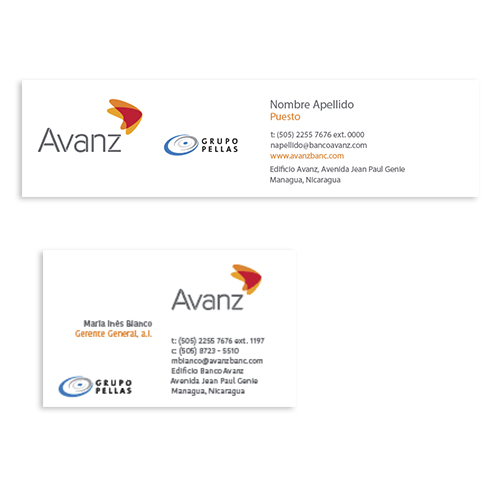 Avanz
GRUPO
PELLAS
Nombre Apellido
Puesto
t: (505) 2255 7676 ext. 0000
napellido@bancoavanz.com
www.avanzbanc.com
Edificio Avanz, Avenida Jean Paul Genie
Managua, Nicaragua
Avanz
María Inés Blanco
Gerente General, a.i.
GRUPO
PELLAS
t: (505) 2255 7676 ext. 1197
c: (505) 8723 - 5510
mblanco@avanzbanc.com
Edificio Banco Avanz
Avenida Jean Paul Genie
Managua, Nicaragua